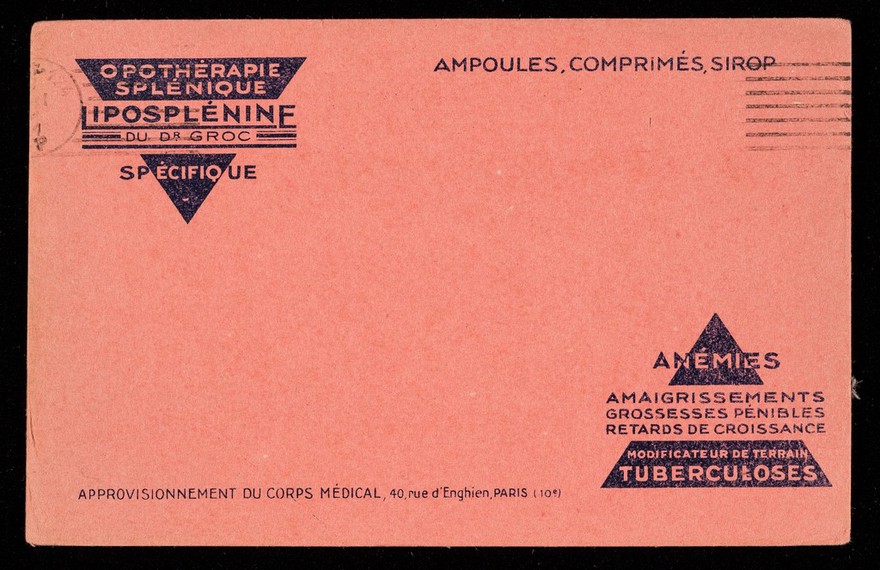 OPOTHÉRAPIE
SPLÉNIQUE
LIPOSPLÉNINE
DU DR GROC
SPÉCIFIQUE
AMPOULES, COMPRIMÉS, SIROP
ANÉMIES
AMAIGRISSEMENTS
GROSSESSES PÉNIBLES
RETARDS DE CROISSANCE
MODIFICATEUR DE TERRAIN
TUBERCULOSES
APPROVISIONNEMENT DU CORPS MÉDICAL, 40, rue d'Enghien, PARIS (10e)